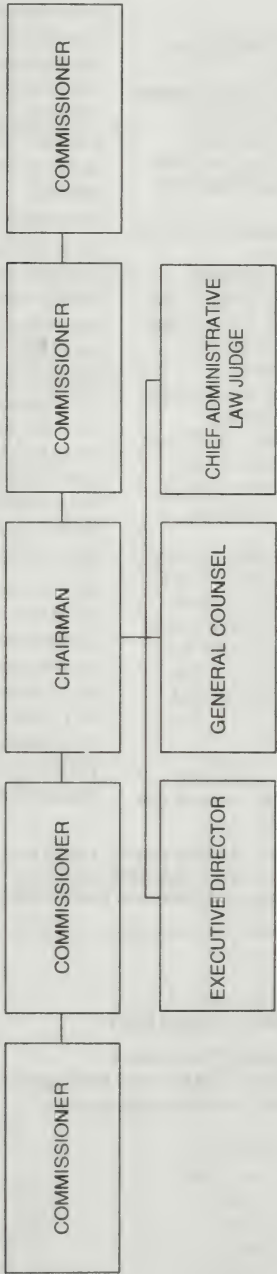 COMMISSIONER
COMMISSIONER
CHAIRMAN
COMMISSIONER
COMMISSIONER
EXECUTIVE DIRECTOR
GENERAL COUNSEL
CHIEF ADMINISTRATIVE
LAW JUDGE